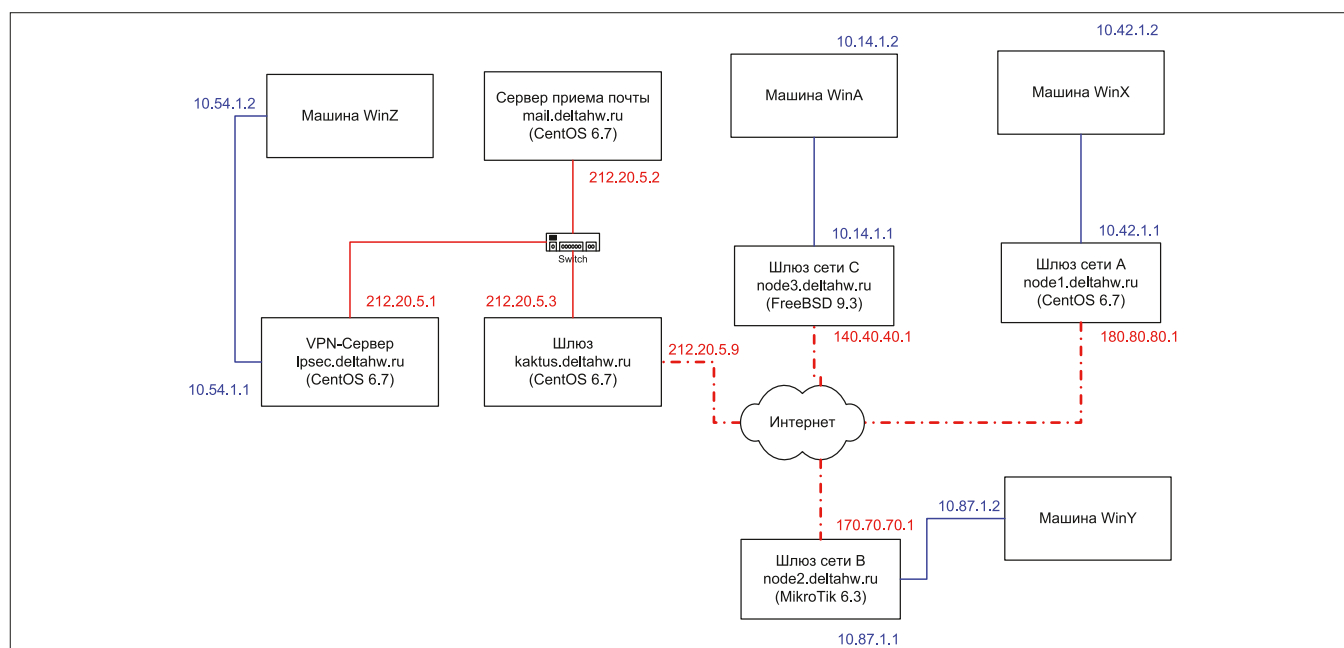 10.42.1.2
10.14.1.2
10.54.1.2
Машина WinZ
Сервер приема почты
mail.deltahw.ru
(CentOS 6.7)
Машина WinA
Машина WinX
212.20.5.2
Switch
10.14.1.1
10.42.1.1
Шлюз сети C
node3.deltahw.ru
(FreeBSD 9.3)
Шлюз сети A
node1.deltahw.ru
(CentOS 6.7)
212.20.5.1
212.20.5.3
140.40.40.1
180.80.80.1
VPN-Сервер
Ipsec.deltahw.ru
(CentOS 6.7)
Шлюз
kaktus.deltahw.ru
(CentOS 6.7)
212.20.5.9
10.54.1.1
Интернет
10.87.1.2
Машина WinY
170.70.70.1
Шлюз сети B
node2.deltahw.ru
(MikroTik 6.3)
10.87.1.1